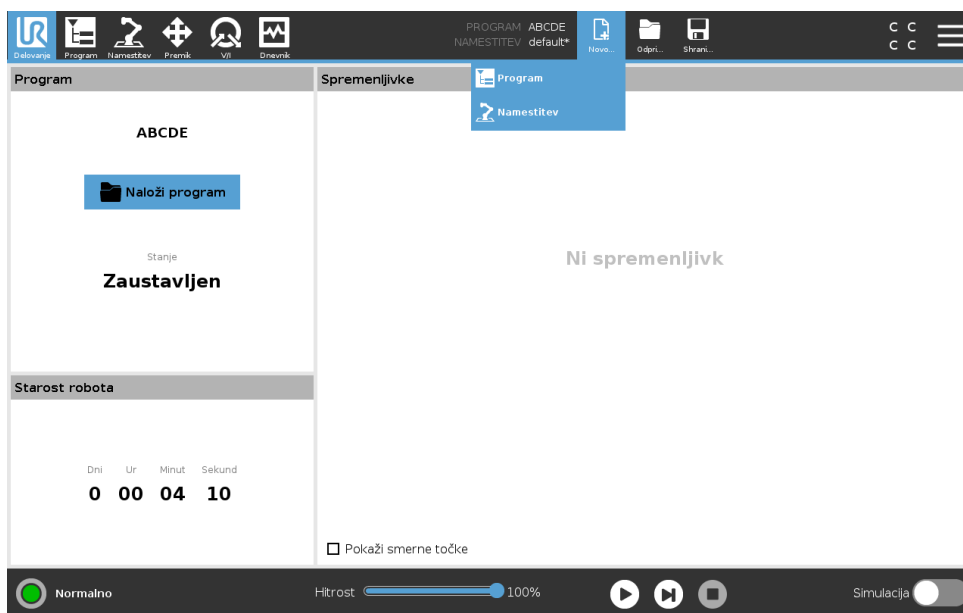 UR
PROGRAM ABCDE
NAMESTITEV default*
C C
C C
Delovanje Program Namestitev Premik V/I Dnevnik Novo... Odpri... Shrani...
Program
Namestitev
Program
ABCDE
Naloži program
Stanje
Zaustavljen
Starost robota
Dni Ur Minut Sekund
0 00 04 10
Spremenljivke
Ni spremenljivk
Pokaži smerne točke
Normalno
Hitrost 100%
Simulacija